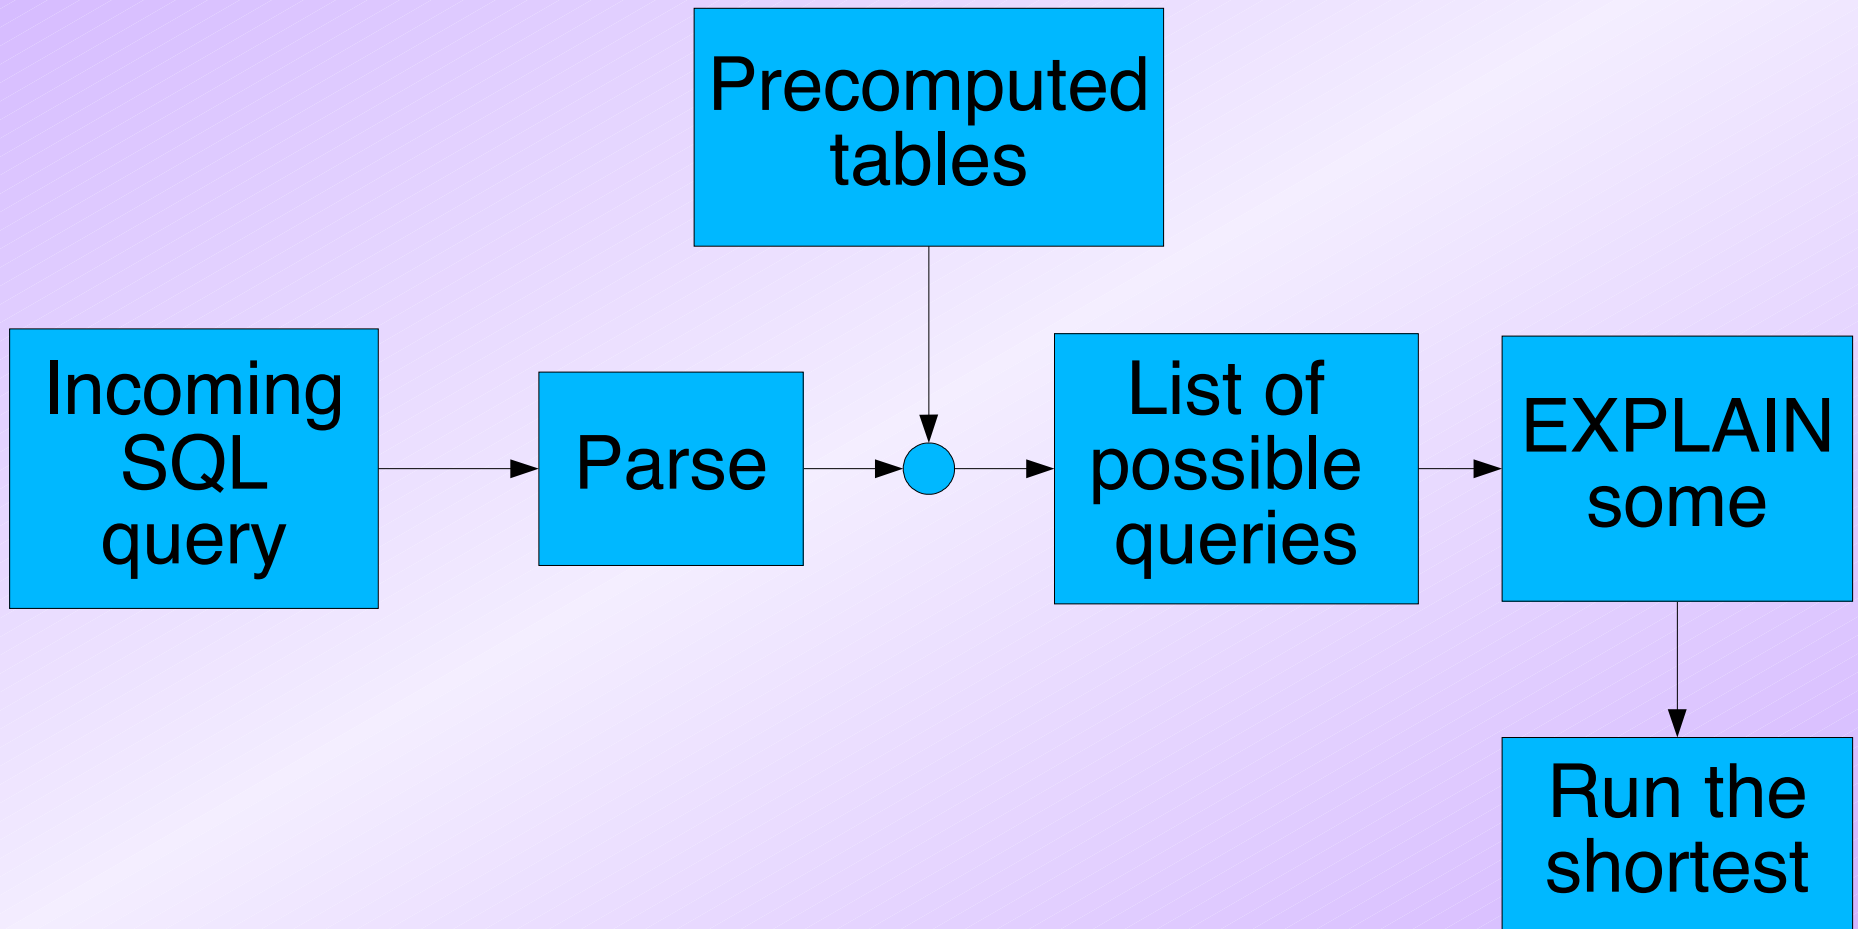 Precomputed
tables
Incoming
SQL
query
Parse
List of
possible
queries
EXPLAIN
some
Run the
shortest